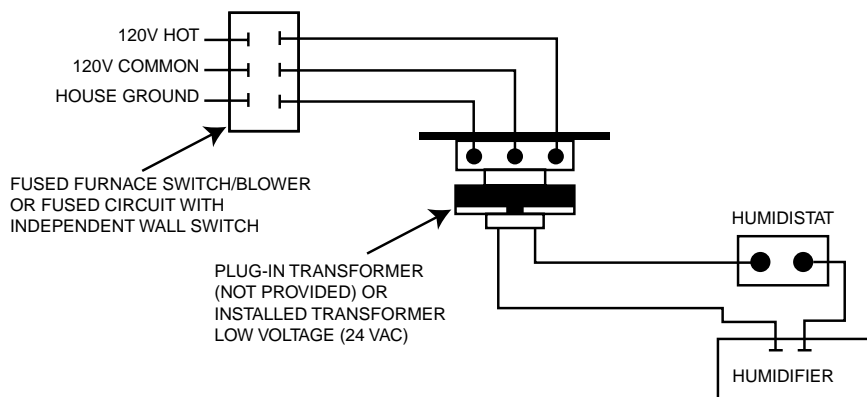 120V HOT
120V COMMON
HOUSE GROUND
FUSED FURNACE SWITCH/BLOWER
OR FUSED CIRCUIT WITH
INDEPENDENT WALL SWITCH
PLUG-IN TRANSFORMER
(NOT PROVIDED) OR
INSTALLED TRANSFORMER
LOW VOLTAGE (24 VAC)
HUMIDISTAT
HUMIDIFIER